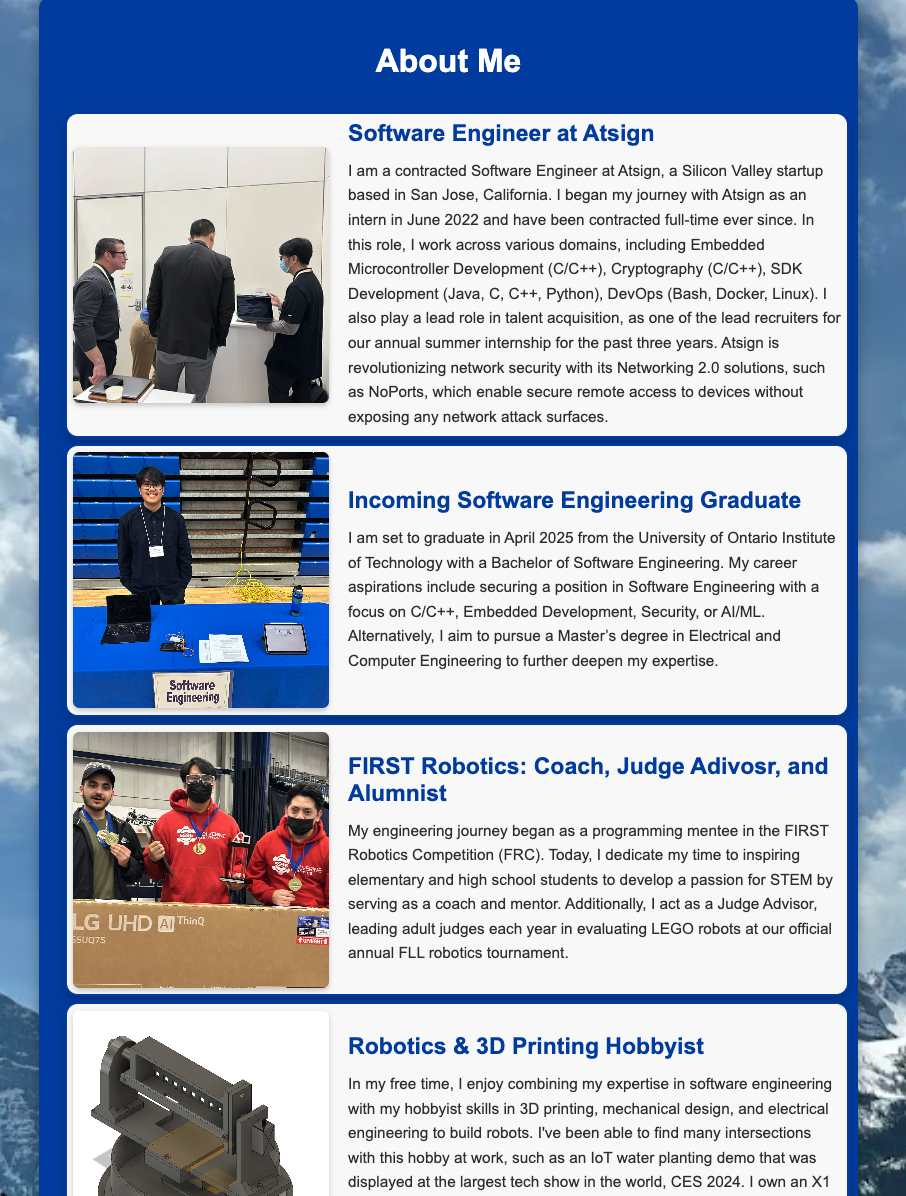 About Me
Software Engineer at Atsign
I am a contracted Software Engineer at Atsign, a Silicon Valley startup
based in San Jose, California. I began my journey with Atsign as an
intern in June 2022 and have been contracted full-time ever since. In
this role, I work across various domains, including Embedded
Microcontroller Development (C/C++), Cryptography (C/C++), SDK
Development (Java, C, C++, Python), DevOps (Bash, Docker, Linux). I
also play a lead role in talent acquisition, as one of the lead recruiters for
our annual summer internship for the past three years. Atsign is
revolutionizing network security with its Networking 2.0 solutions, such
as NoPorts, which enable secure remote access to devices without
exposing any network attack surfaces.
Software
Engineering
Incoming Software Engineering Graduate
I am set to graduate in April 2025 from the University of Ontario Institute
of Technology with a Bachelor of Software Engineering. My career
aspirations include securing a position in Software Engineering with a
focus on C/C++, Embedded Development, Security, or AI/ML.
Alternatively, I aim to pursue a Master’s degree in Electrical and
Computer Engineering to further deepen my expertise.
LG UHD AI ThinQ
55UQ75
FIRST Robotics: Coach, Judge Adivosr, and
Alumnist
My engineering journey began as a programming mentee in the FIRST
Robotics Competition (FRC). Today, I dedicate my time to inspiring
elementary and high school students to develop a passion for STEM by
serving as a coach and mentor. Additionally, I act as a Judge Advisor,
leading adult judges each year in evaluating LEGO robots at our official
annual FLL robotics tournament.
Robotics & 3D Printing Hobbyist
In my free time, I enjoy combining my expertise in software engineering
with my hobbyist skills in 3D printing, mechanical design, and electrical
engineering to build robots. I've been able to find many intersections
with this hobby at work, such as an IoT water planting demo that was
displayed at the largest tech show in the world, CES 2024. I own an X1